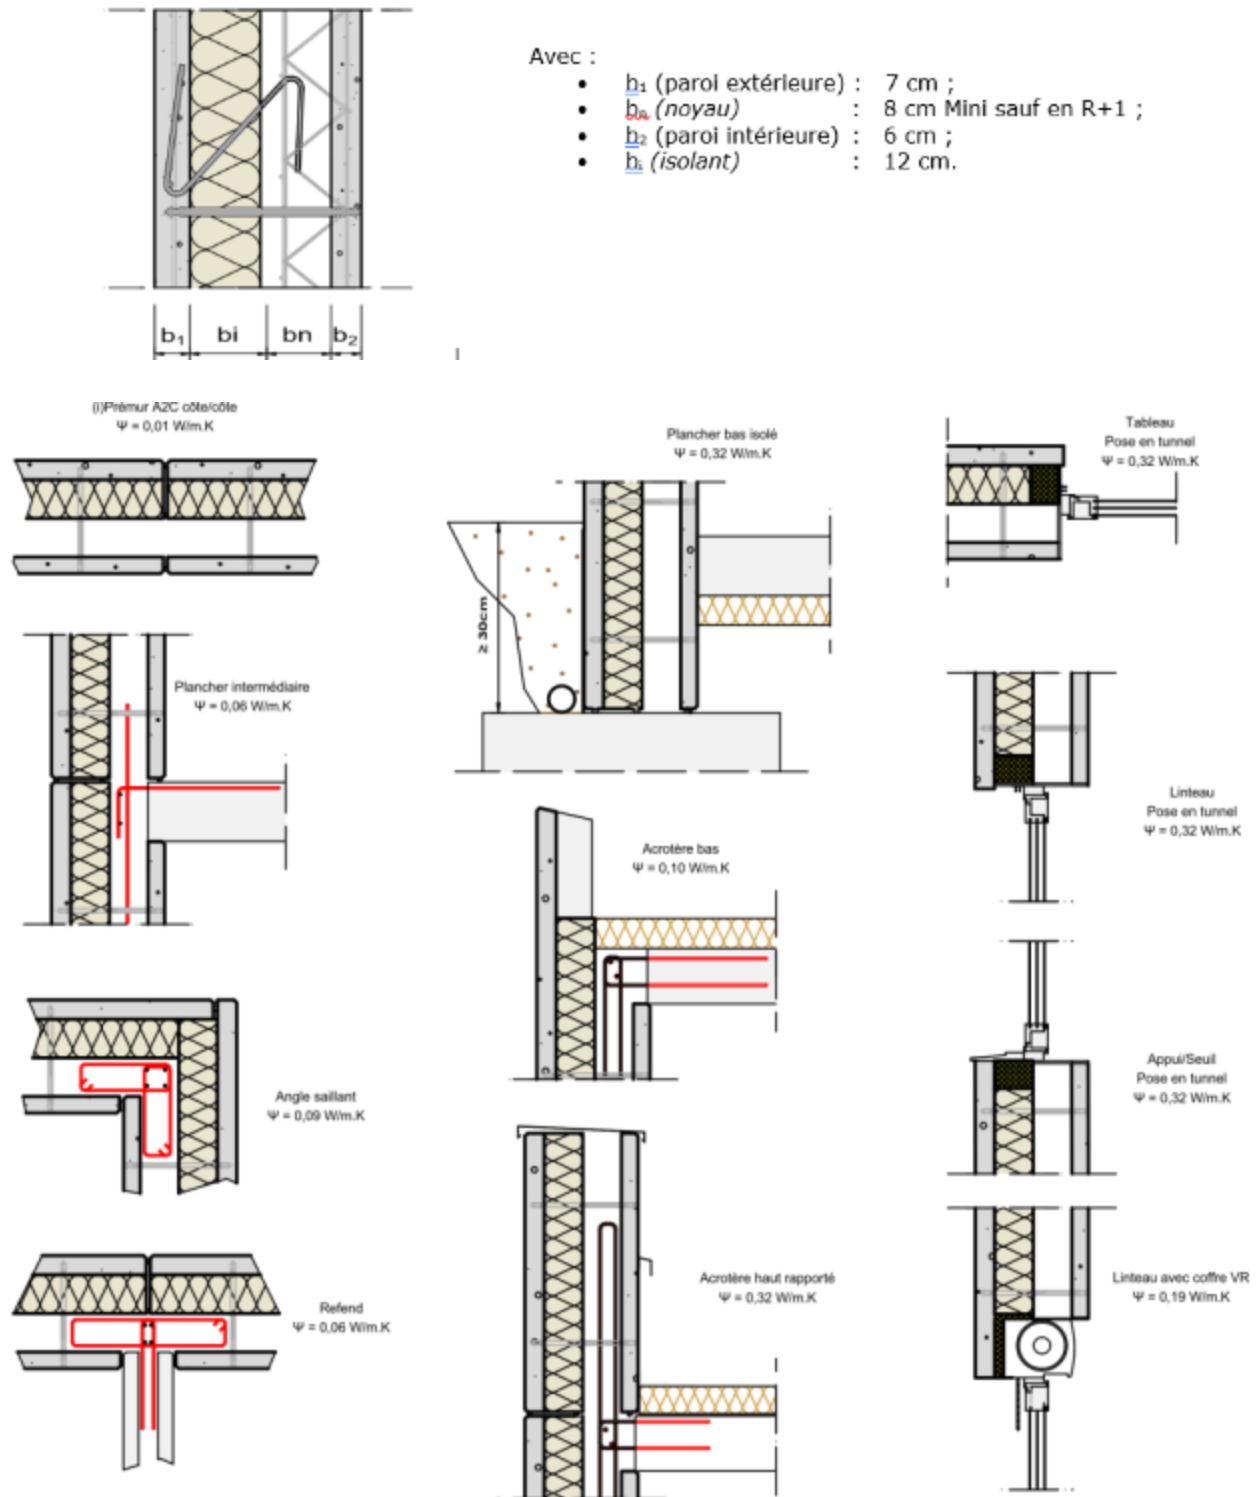 Avec :
• b₁ (paroi extérieure) : 7 cm ;
• bₙ (noyau) : 8 cm Mini sauf en R+1 ;
• b₂ (paroi intérieure) : 6 cm ;
• bᵢ (isolant) : 12 cm.
b₁ bi bn b₂
(i)Prémur A2C côte/côte
Ψ = 0,01 W/m.K
Plancher intermédiaire
Ψ = 0,06 W/m.K
Angle saillant
Ψ = 0,09 W/m.K
Refend
Ψ = 0,06 W/m.K
Plancher bas isolé
Ψ = 0,32 W/m.K
≥ 30cm
Acrotère bas
Ψ = 0,10 W/m.K
Acrotère haut rapporté
Ψ = 0,32 W/m.K
Tableau
Pose en tunnel
Ψ = 0,32 W/m.K
Linteau
Pose en tunnel
Ψ = 0,32 W/m.K
Appui/Seuil
Pose en tunnel
Ψ = 0,32 W/m.K
Linteau avec coffre VR
Ψ = 0,19 W/m.K